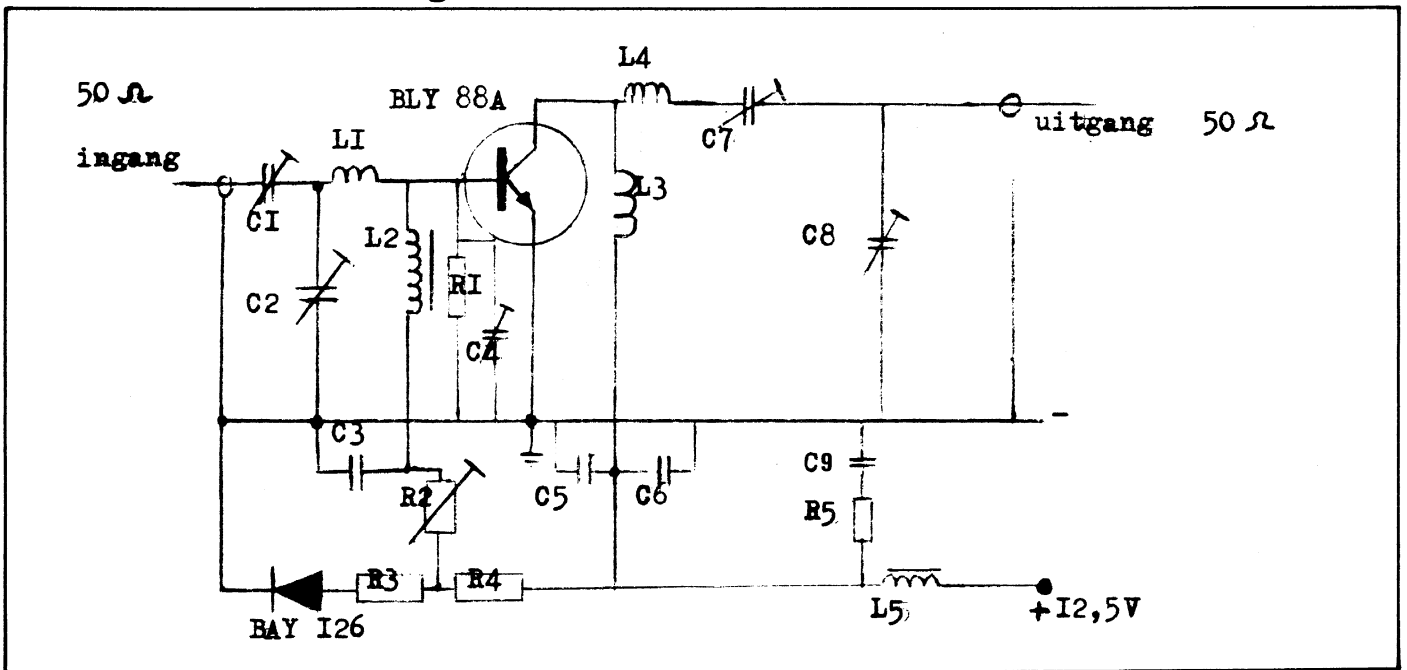 L4
50 Ω
BLY 88A
C7
uitgang 50 Ω
ingang
LI
L3
CI
L2
C8
C2
RI
C4
-
C3
R2
C5
C6
C9
R5
R3
R4
L5
BAY I26
+I2,5V